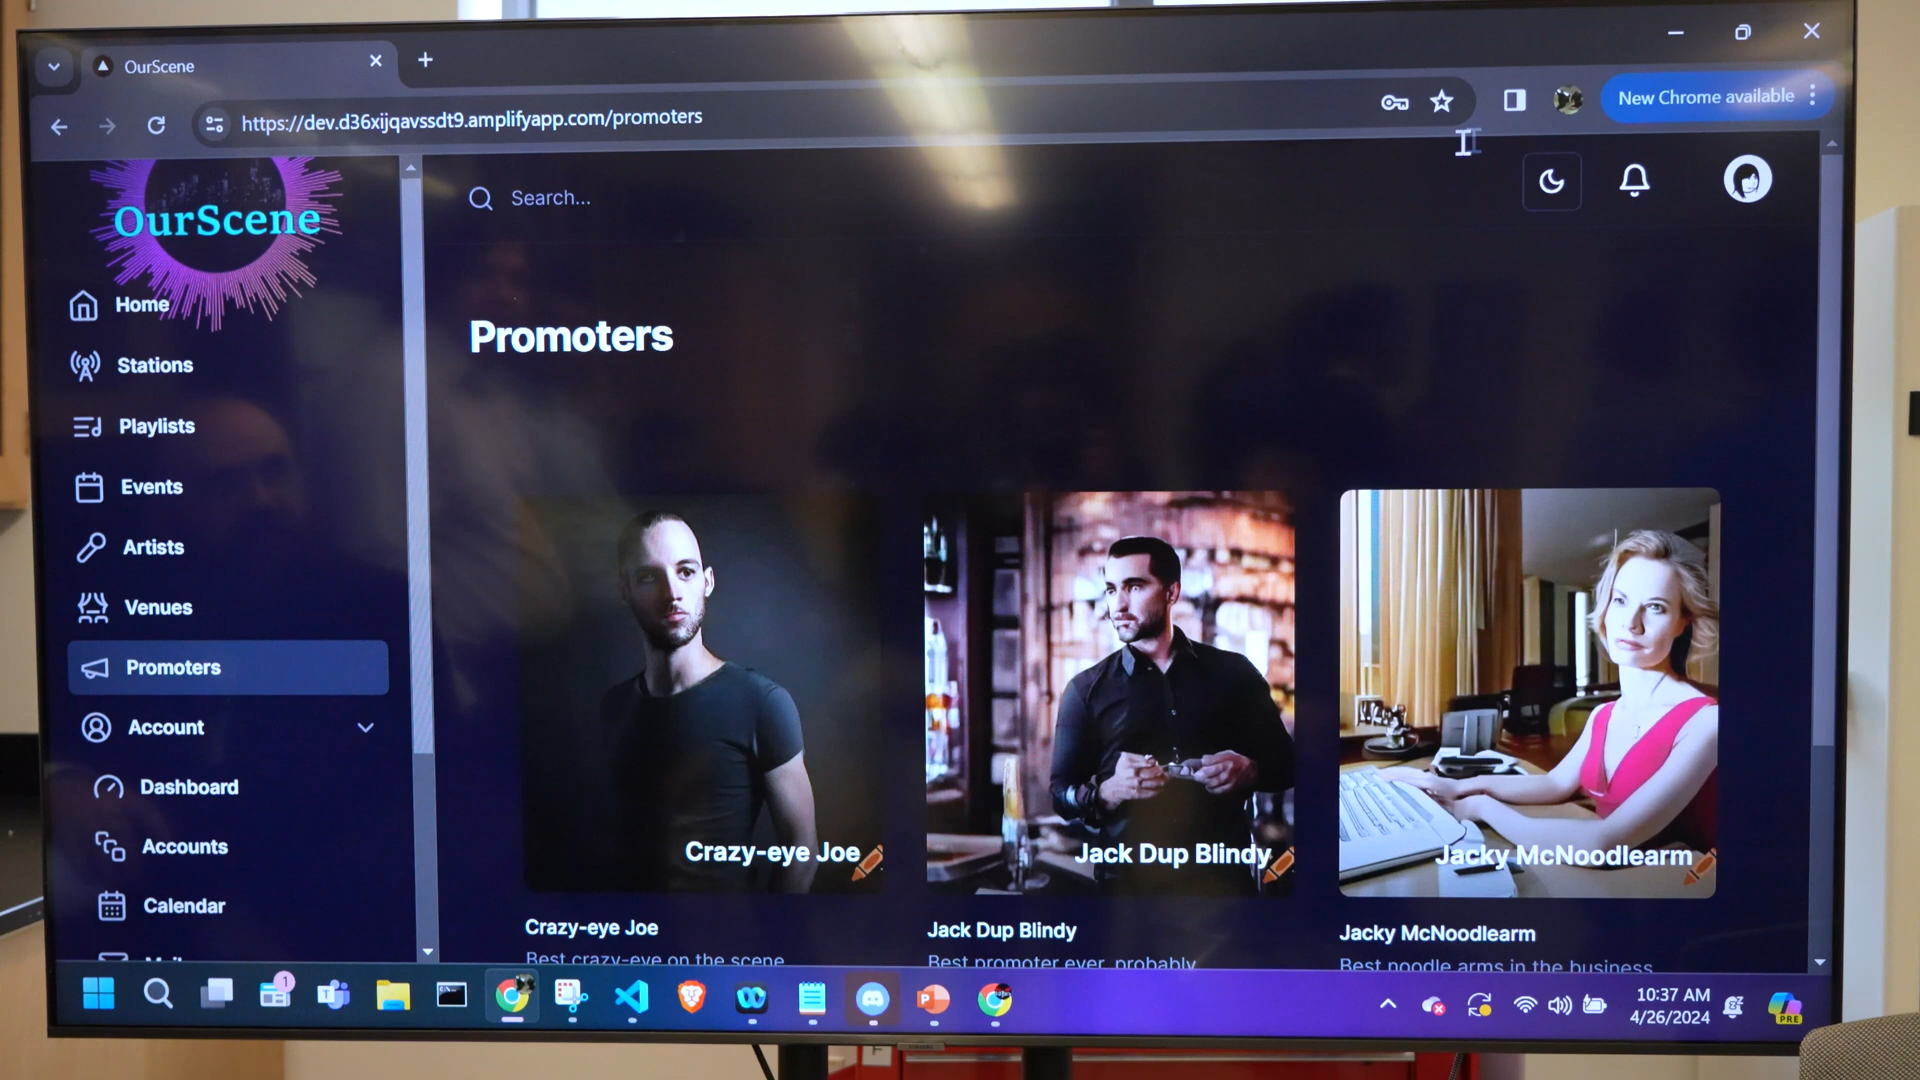 OurScene
https://dev.d36xijqavssdt9.amplifyapp.com/promoters
New Chrome available
OurScene
Search...
Home
Stations
Playlists
Events
Artists
Venues
Promoters
Account
Dashboard
Accounts
Calendar
Promoters
Crazy-eye Joe
Jack Dup Blindy
Jacky McNoodlearm
Crazy-eye Joe
Best crazy-eye on the scene
Jack Dup Blindy
Best promoter ever, probably
Jacky McNoodlearm
Best noodle arms in the business
1
10:37 AM
4/26/2024
PRE
SAMSUNG